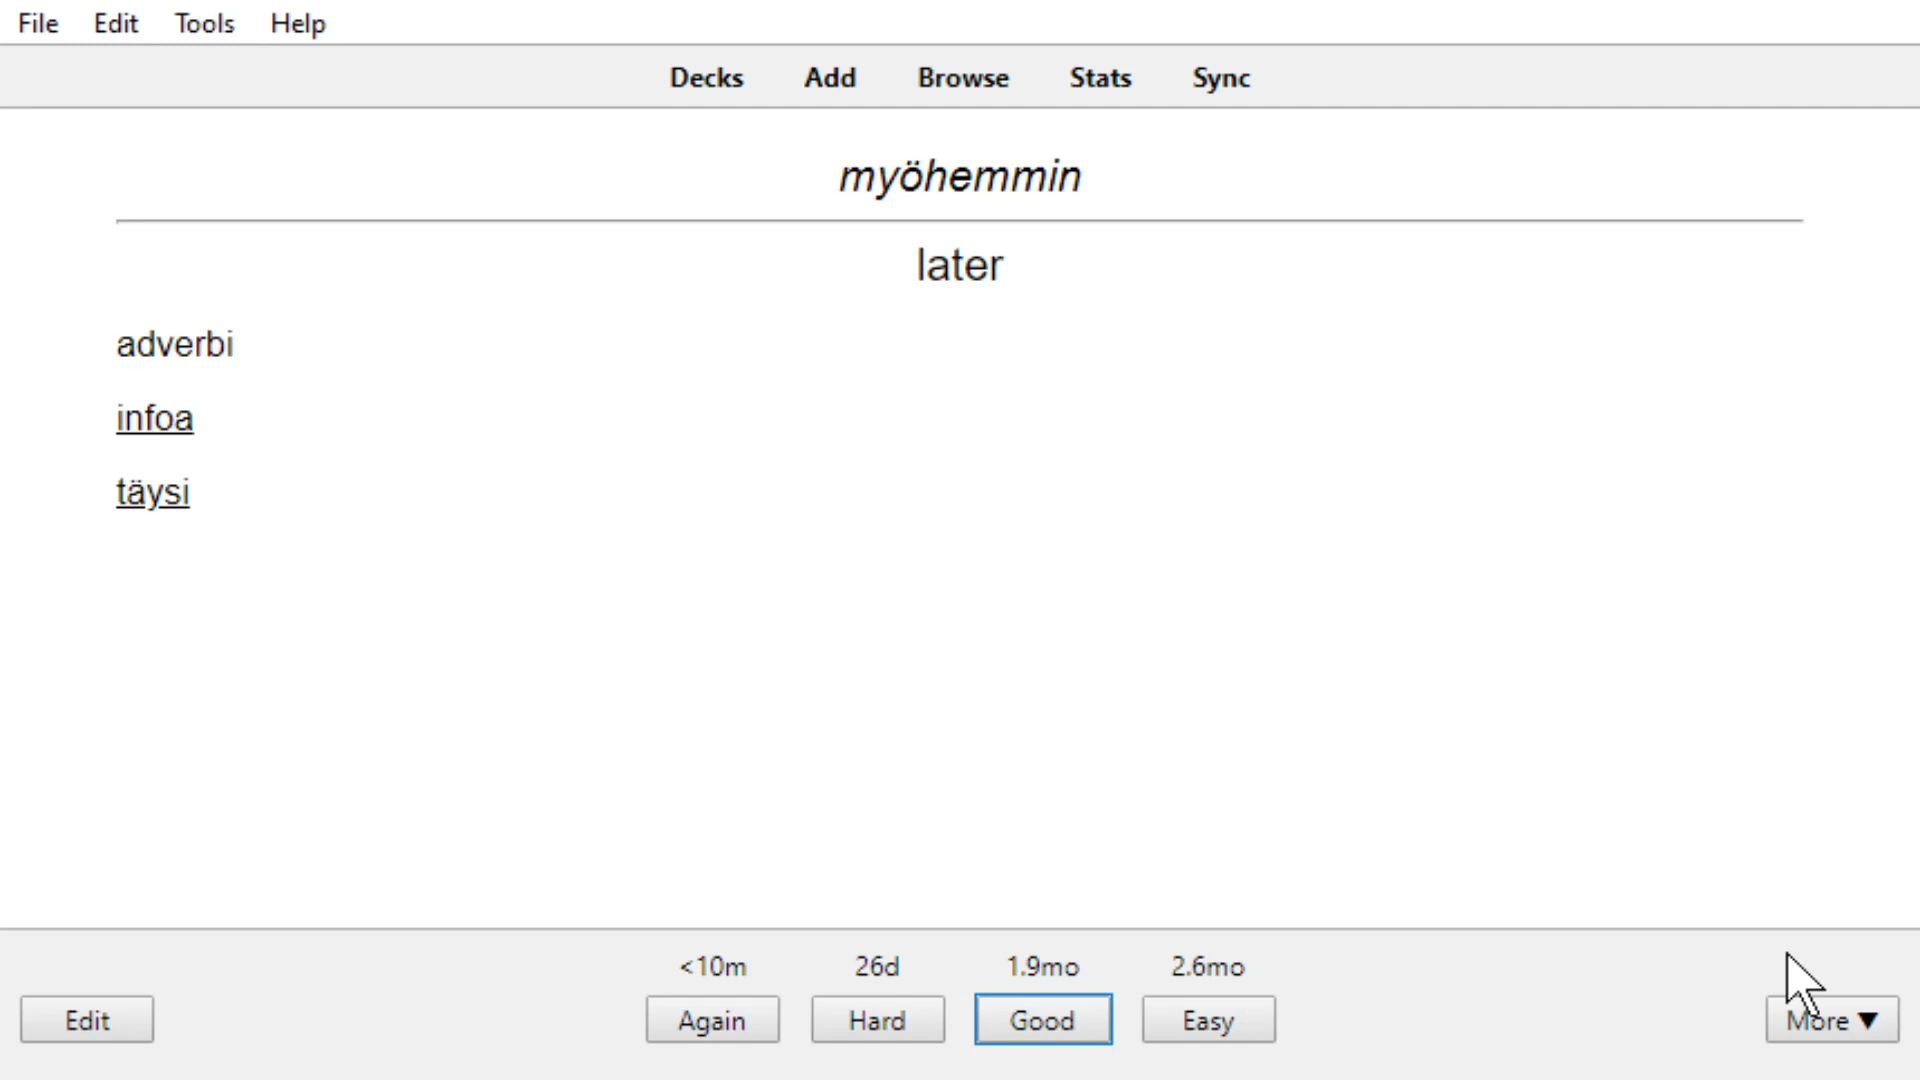 File Edit Tools Help
Decks Add Browse Stats Sync
myöhemmin
later
adverbi
infoa
täysi
<10m 26d 1.9mo 2.6mo
Edit Again Hard Good Easy More ▼